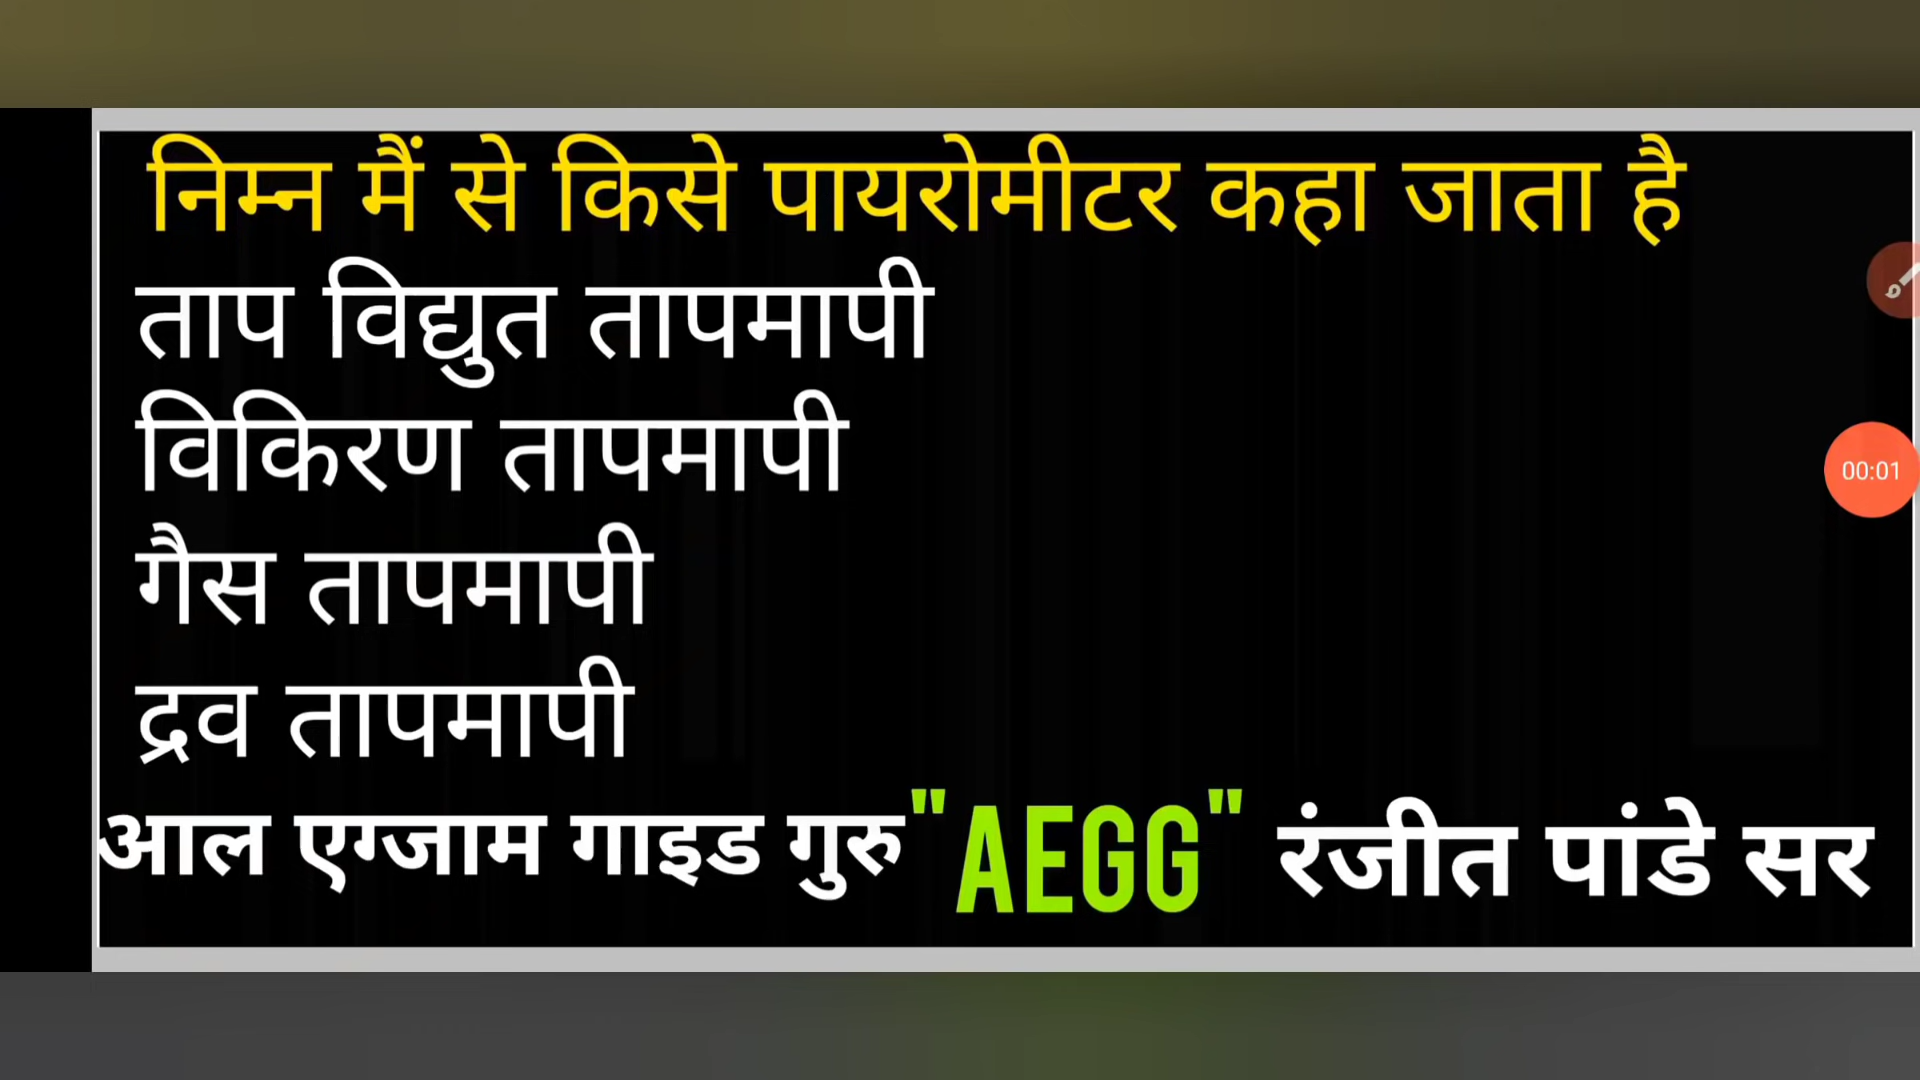 निम्न मैं से किसे पायरोमीटर कहा जाता है
ताप विद्युत तापमापी
विकिरण तापमापी
गैस तापमापी
द्रव तापमापी
आल एग्जाम गाइड गुरु "AEGG" रंजीत पांडे सर
00:01